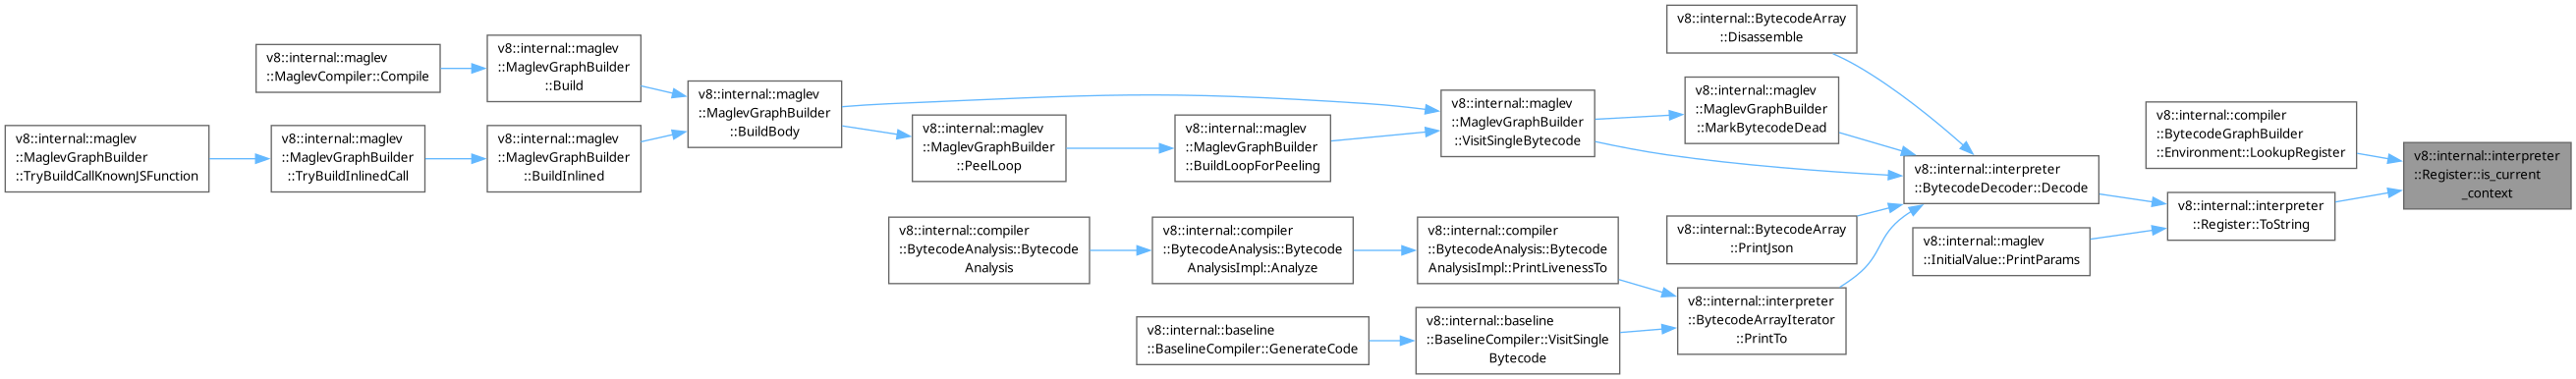 v8::internal::maglev
::MaglevCompiler::Compile
v8::internal::maglev
::MaglevGraphBuilder
::Build
v8::internal::maglev
::MaglevGraphBuilder
::TryBuildCallKnownJSFunction
v8::internal::maglev
::MaglevGraphBuilder
::TryBuildInlinedCall
v8::internal::maglev
::MaglevGraphBuilder
::BuildInlined
v8::internal::maglev
::MaglevGraphBuilder
::BuildBody
v8::internal::maglev
::MaglevGraphBuilder
::PeelLoop
v8::internal::maglev
::MaglevGraphBuilder
::BuildLoopForPeeling
v8::internal::maglev
::MaglevGraphBuilder
::VisitSingleBytecode
v8::internal::BytecodeArray
::Disassemble
v8::internal::maglev
::MaglevGraphBuilder
::MarkBytecodeDead
v8::internal::compiler
::BytecodeAnalysis::Bytecode
Analysis
v8::internal::compiler
::BytecodeAnalysis::Bytecode
AnalysisImpl::Analyze
v8::internal::compiler
::BytecodeAnalysis::Bytecode
AnalysisImpl::PrintLivenessTo
v8::internal::BytecodeArray
::PrintJson
v8::internal::baseline
::BaselineCompiler::GenerateCode
v8::internal::baseline
::BaselineCompiler::VisitSingle
Bytecode
v8::internal::interpreter
::BytecodeArrayIterator
::PrintTo
v8::internal::interpreter
::BytecodeDecoder::Decode
v8::internal::maglev
::InitialValue::PrintParams
v8::internal::compiler
::BytecodeGraphBuilder
::Environment::LookupRegister
v8::internal::interpreter
::Register::ToString
v8::internal::interpreter
::Register::is_current
_context